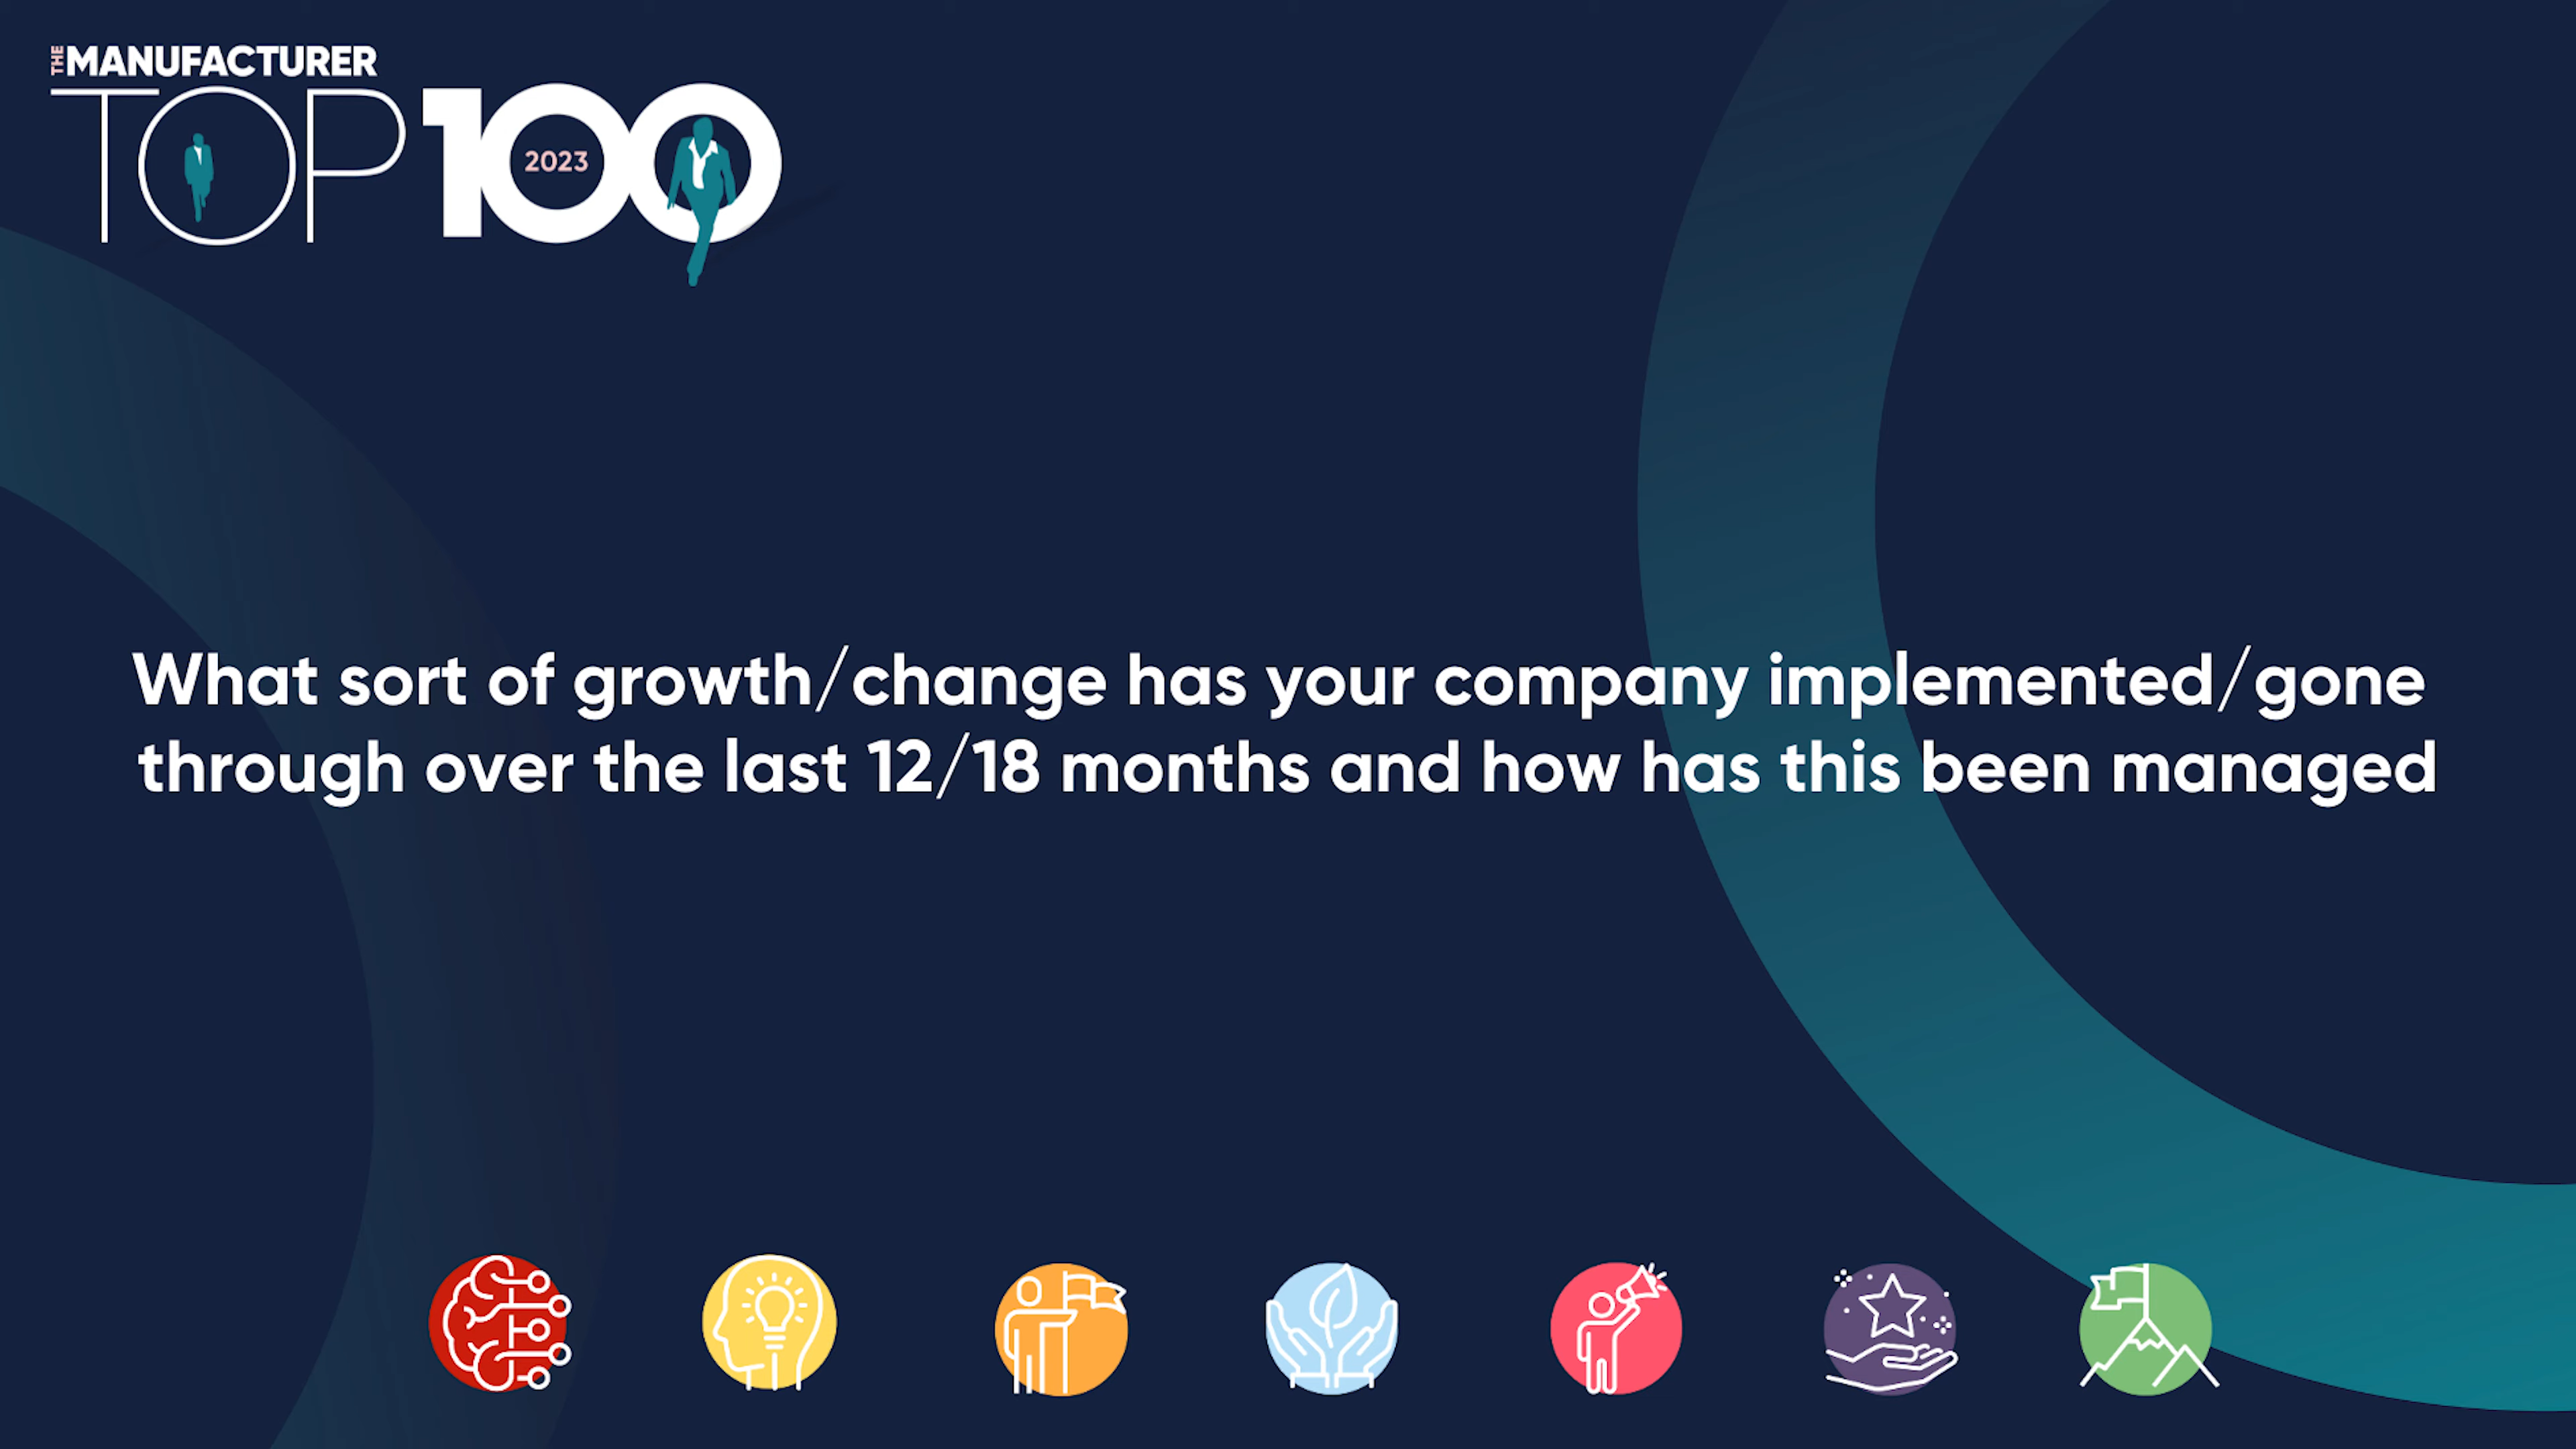 THE MANUFACTURER
TOP 100
2023
What sort of growth/change has your company implemented/gone
through over the last 12/18 months and how has this been managed